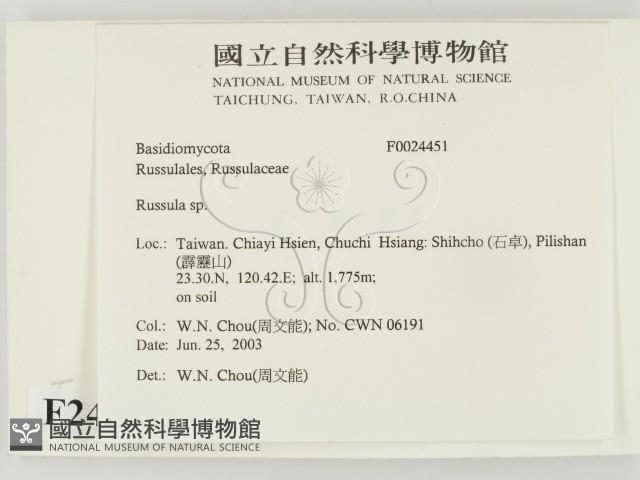 國立自然科學博物館
NATIONAL MUSEUM OF NATURAL SCIENCE
TAICHUNG, TAIWAN, R.O.CHINA
Basidiomycota F0024451
Russulales, Russulaceae
Russula sp.
Loc.: Taiwan. Chiayi Hsien, Chuchi Hsiang: Shihcho (石卓), Pilishan
(霹靂山)
23.30.N, 120.42.E; alt. 1,775m;
on soil
Col.: W.N. Chou(周文能); No. CWN 06191
Date: Jun. 25, 2003
Det.: W.N. Chou(周文能)
F24
國立自然科學博物館
NATIONAL MUSEUM OF NATURAL SCIENCE